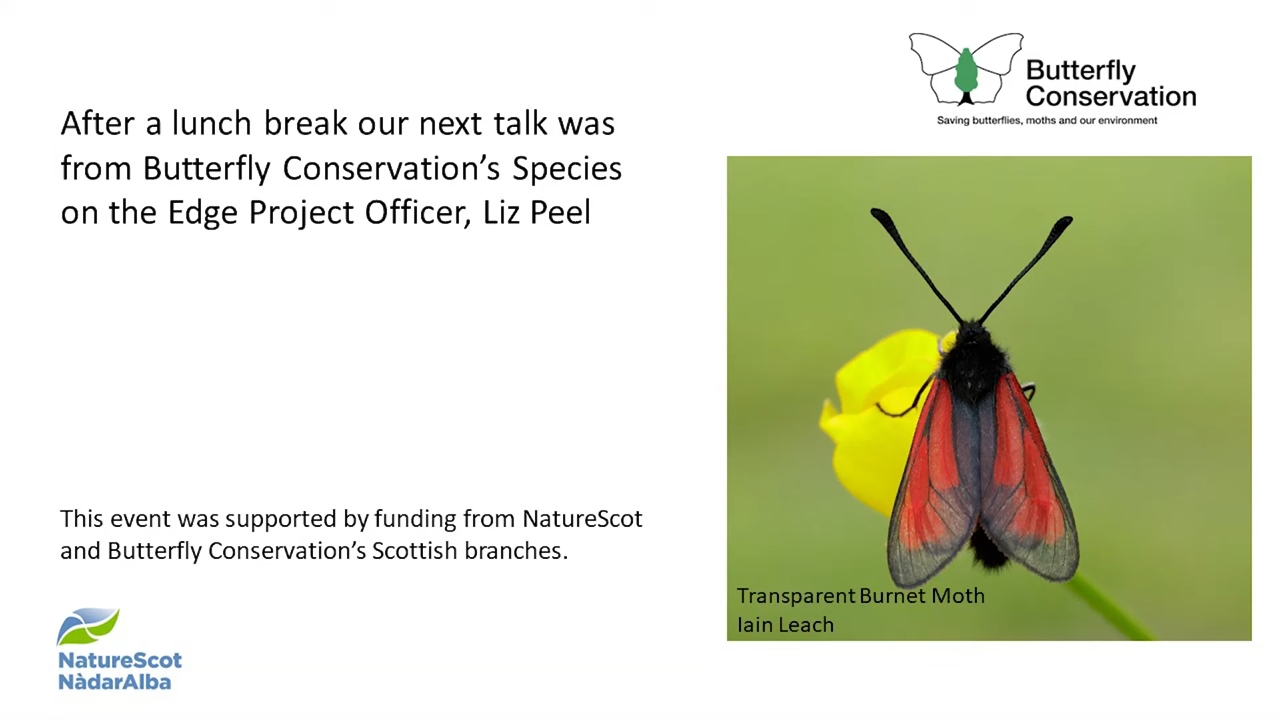 After a lunch break our next talk was
from Butterfly Conservation’s Species
on the Edge Project Officer, Liz Peel
This event was supported by funding from NatureScot
and Butterfly Conservation’s Scottish branches.
NatureScot
NàdarAlba
Butterfly
Conservation
Saving butterflies, moths and our environment
Transparent Burnet Moth
Iain Leach